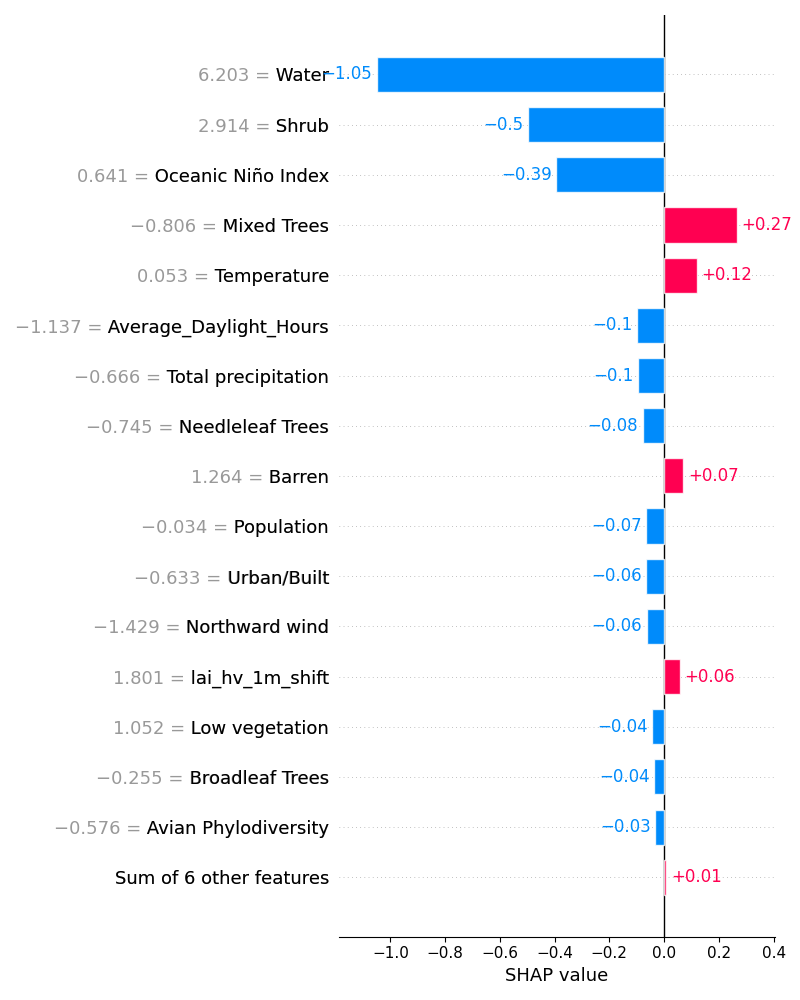 6.203 = Water −1.05
2.914 = Shrub −0.5
0.641 = Oceanic Niño Index −0.39
−0.806 = Mixed Trees +0.27
0.053 = Temperature +0.12
−1.137 = Average_Daylight_Hours −0.1
−0.666 = Total precipitation −0.1
−0.745 = Needleleaf Trees −0.08
1.264 = Barren +0.07
−0.034 = Population −0.07
−0.633 = Urban/Built −0.06
−1.429 = Northward wind −0.06
1.801 = lai_hv_1m_shift +0.06
1.052 = Low vegetation −0.04
−0.255 = Broadleaf Trees −0.04
−0.576 = Avian Phylodiversity −0.03
Sum of 6 other features +0.01
−1.0 −0.8 −0.6 −0.4 −0.2 0.0 0.2 0.4
SHAP value